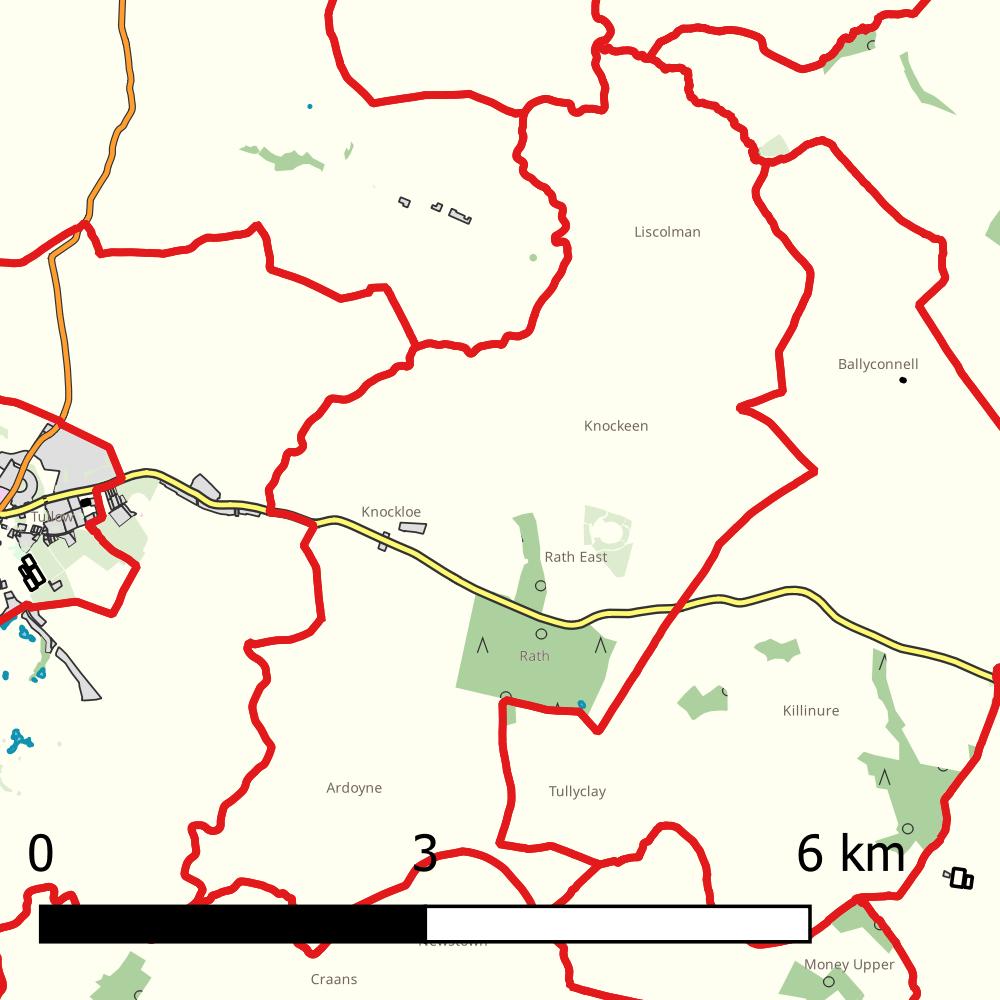 Liscolman
Ballyconnell
Knockeen
Knockloe
Tullow
Rath East
Rath
Killinure
Ardoyne
Tullyclay
0 3 6 km
Newstown
Money Upper
Craans